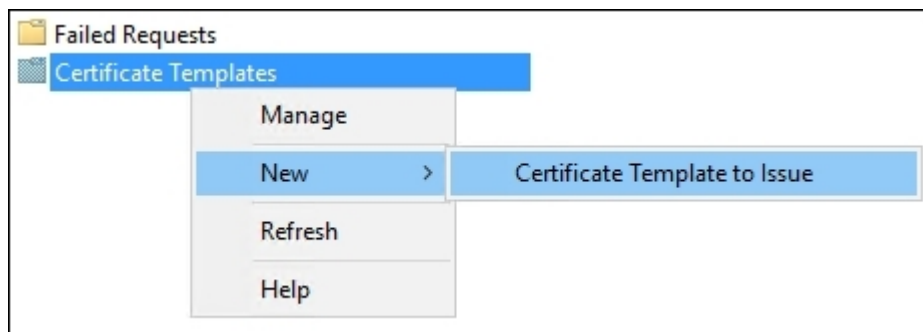 Failed Requests
Certificate Templates
Manage
New > Certificate Template to Issue
Refresh
Help